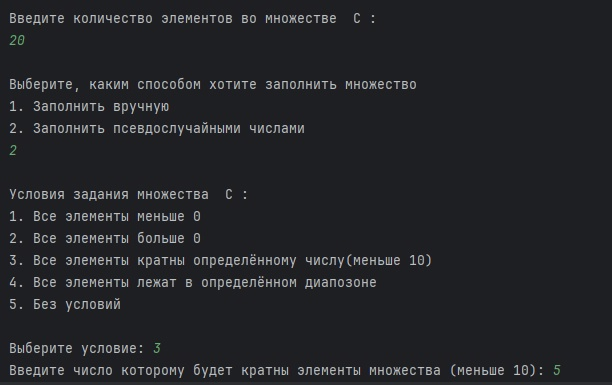 Введите количество элементов во множестве  C :
20
Выберите, каким способом хотите заполнить множество
1. Заполнить вручную
2. Заполнить псевдослучайными числами
2
Условия задания множества  C :
1. Все элементы меньше 0
2. Все элементы больше 0
3. Все элементы кратны определённому числу(меньше 10)
4. Все элементы лежат в определённом диапозоне
5. Без условий
Выберите условие: 3
Введите число которому будет кратны элементы множества (меньше 10): 5